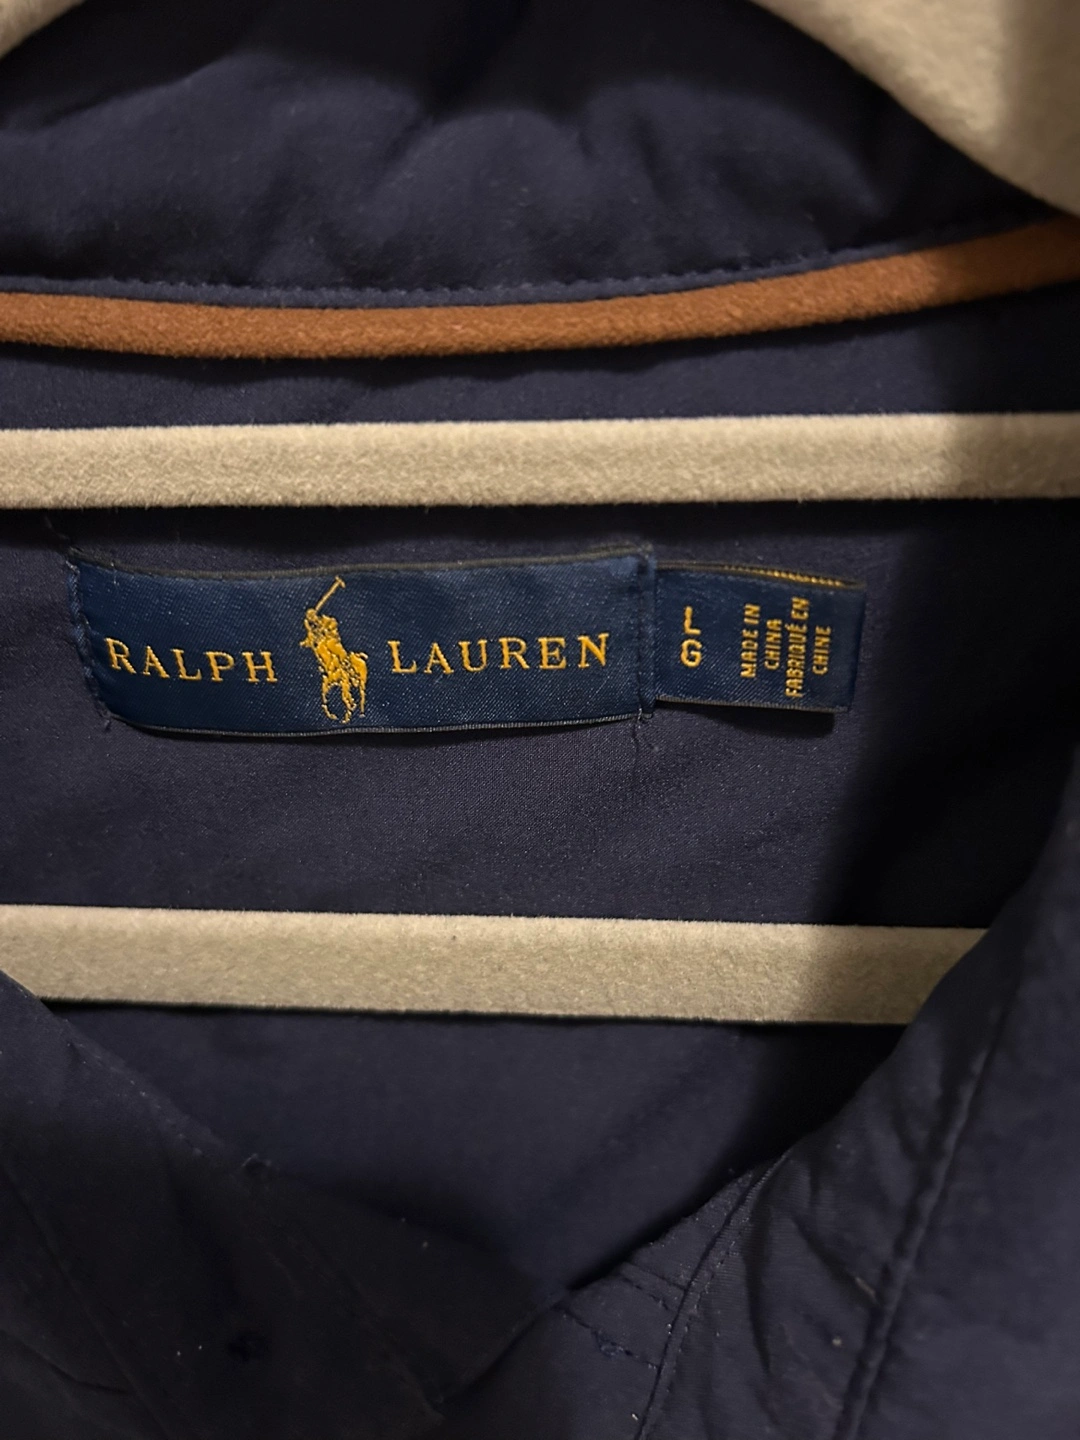 RALPH LAUREN
L
G
MADE IN
CHINA
FABRIQUÉ EN
CHINE